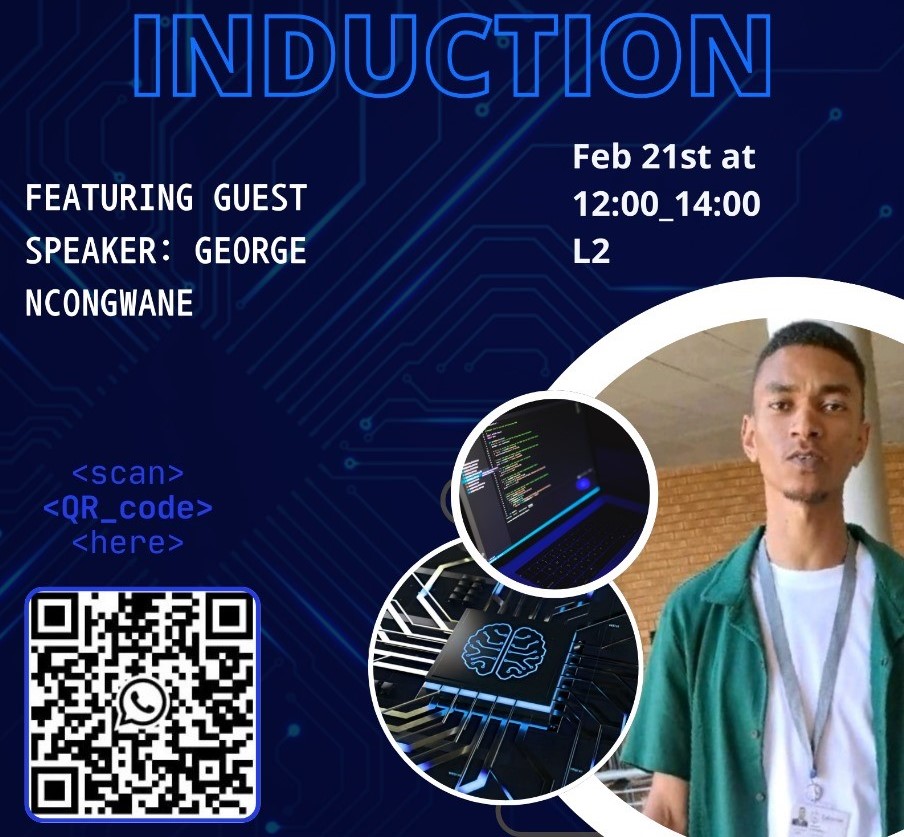 INDUCTION
Feb 21st at
12:00_14:00
L2
FEATURING GUEST
SPEAKER: GEORGE
NCONGWANE
<scan>
<QR_code>
<here>